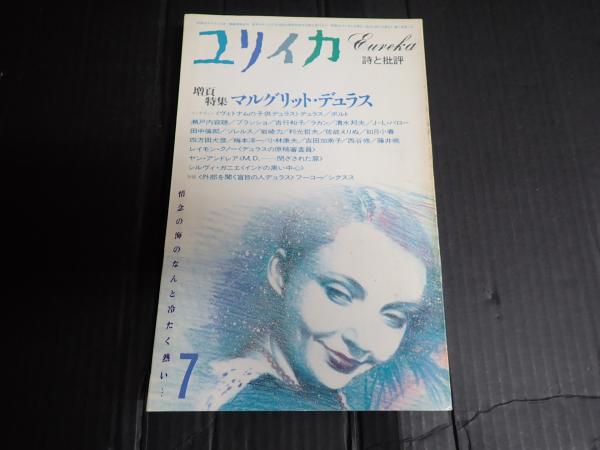 ユリイカ
Eureka
詩と批評
増頁
特集
マルグリット・デュラス
〈ヴェトナムの子供デュラス〉デュラス／ポルト
瀬戸内寂聴／ブランショ／吉行和子／ラカン／清水邦夫／J-L・バロー
田中倫郎／ソレルス／岩崎力／利光哲夫／佐岐えりぬ／如月小春
四方田犬彦／梅本洋一／小林康夫／吉田加南子／西谷修／藤井
レイモン・クノー〈デュラスの原稿審査員〉
ヤン・アンドレア〈M.D.――閉ざされた扉〉
シルヴィ・ガニエ〈インドの黒い中心〉
〈外部を聞く盲目の人デュラス〉フーコー／シクスス
情念の海のなんと冷たく熱い…
7